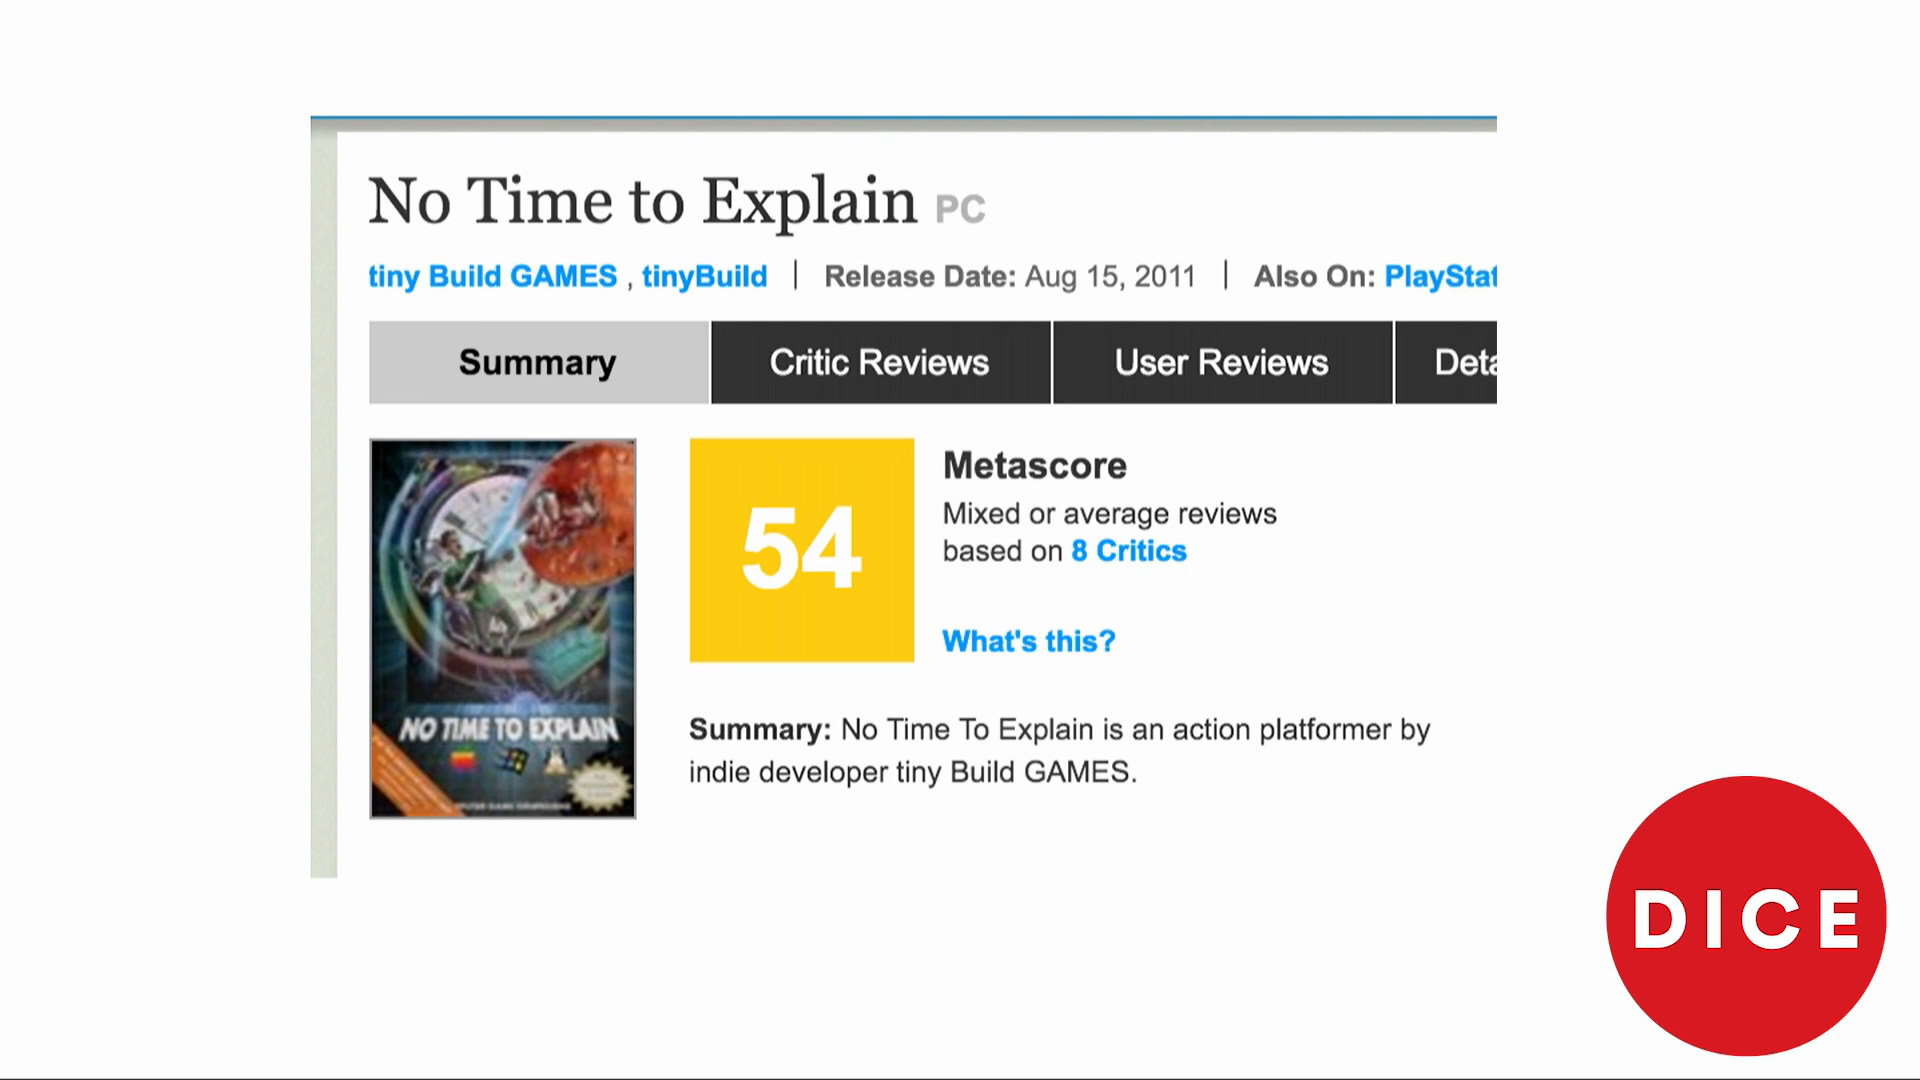 No Time to Explain PC
tiny Build GAMES , tinyBuild | Release Date: Aug 15, 2011 | Also On: PlayStat
Summary
Critic Reviews
User Reviews
Deta
54
Metascore
Mixed or average reviews
based on 8 Critics
What's this?
NO TIME TO EXPLAIN
Summary: No Time To Explain is an action platformer by
indie developer tiny Build GAMES.
DICE